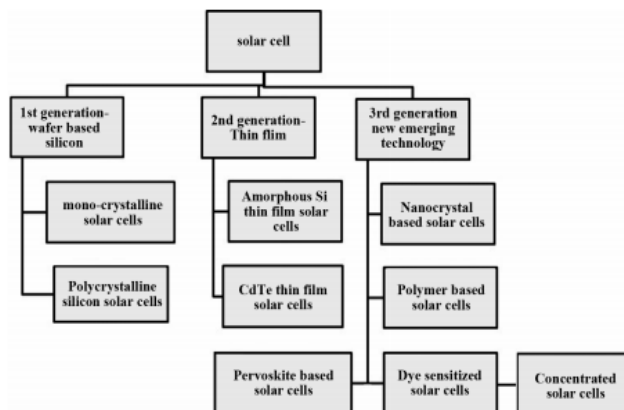 solar cell
1st generation-
wafer based
silicon
2nd generation-
Thin flim
3rd generation
new emerging
technology
mono-crystalline
solar cells
Amorphous Si
thin film solar
cells
Nanocrystal
based solar cells
Polycrystalline
silicon solar cells
CdTe thin film
solar cells
Polymer based
solar cells
Pervoskite based
solar cells
Dye sensitized
solar cells
Concentrated
solar cells